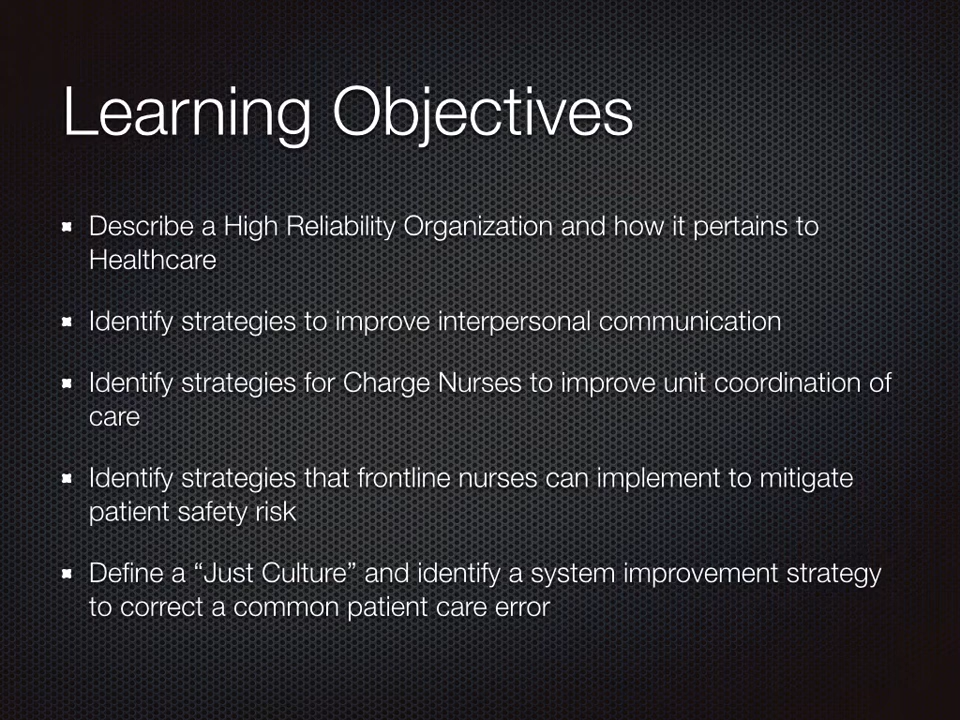 Learning Objectives
Describe a High Reliability Organization and how it pertains to
Healthcare
Identify strategies to improve interpersonal communication
Identify strategies for Charge Nurses to improve unit coordination of
care
Identify strategies that frontline nurses can implement to mitigate
patient safety risk
Define a “Just Culture” and identify a system improvement strategy
to correct a common patient care error